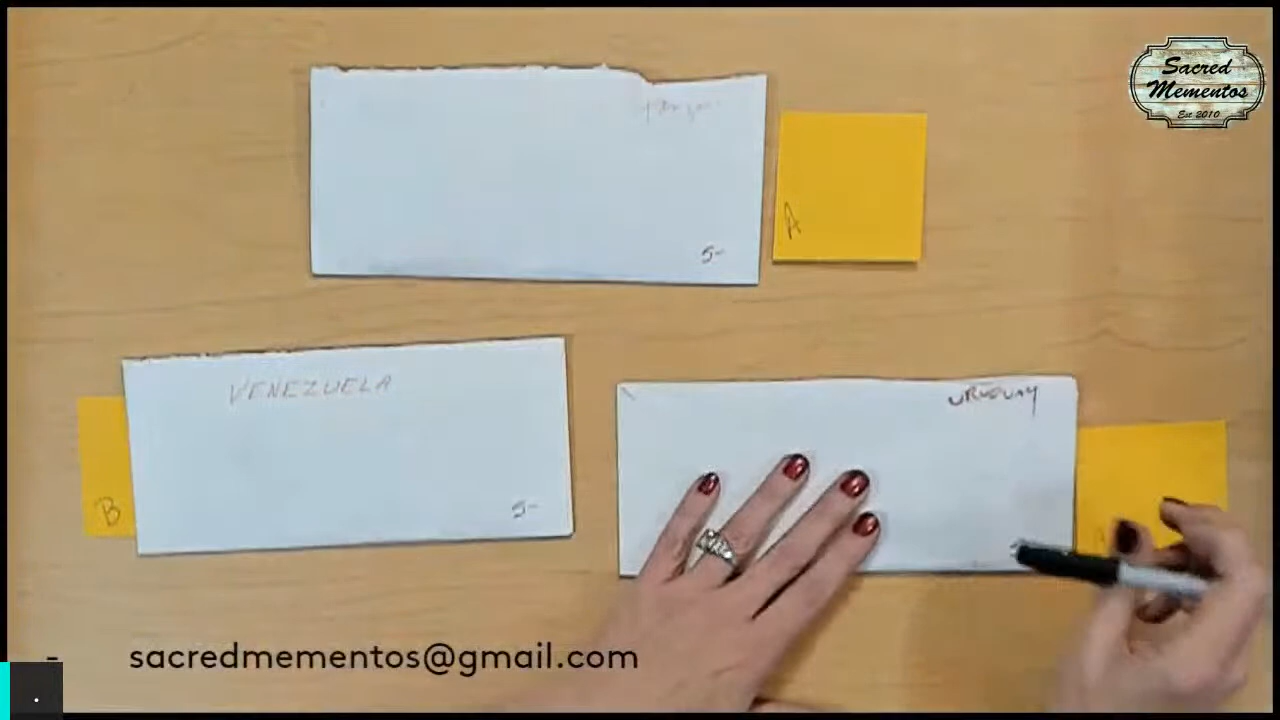 Sacred
Mementos
Est 2010
A
5-
VENEZUELA
URUGUAY
B
5-
sacredmementos@gmail.com